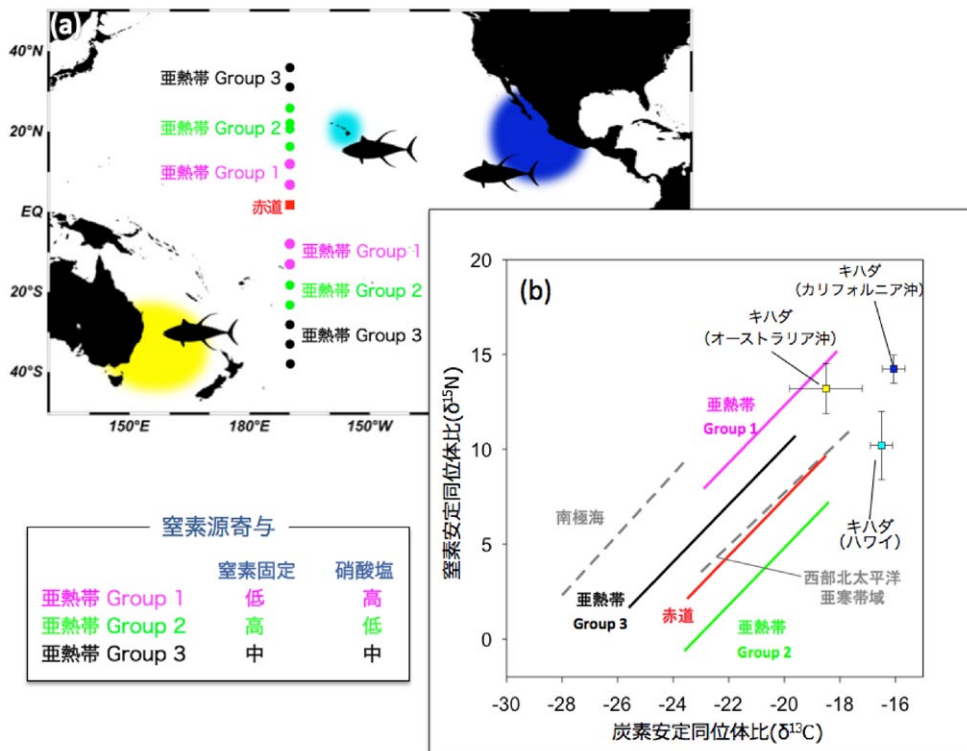 (a)
40°N
20°N
EQ
20°S
40°S
150°E
180°E
150°W
亜熱帯 Group 3
亜熱帯 Group 2
亜熱帯 Group 1
赤道
亜熱帯 Group 1
亜熱帯 Group 2
亜熱帯 Group 3
窒素源寄与
窒素固定 硝酸塩
亜熱帯 Group 1 低 高
亜熱帯 Group 2 高 低
亜熱帯 Group 3 中 中
(b)
窒素安定同位体比(δ¹⁵N)
20
15
10
5
0
キハダ
(カリフォルニア沖)
キハダ
(オーストラリア沖)
亜熱帯
Group 1
南極海
キハダ
(ハワイ)
西部北太平洋
亜寒帯域
亜熱帯
Group 3
赤道
亜熱帯
Group 2
-30 -28 -26 -24 -22 -20 -18 -16
炭素安定同位体比(δ¹³C)